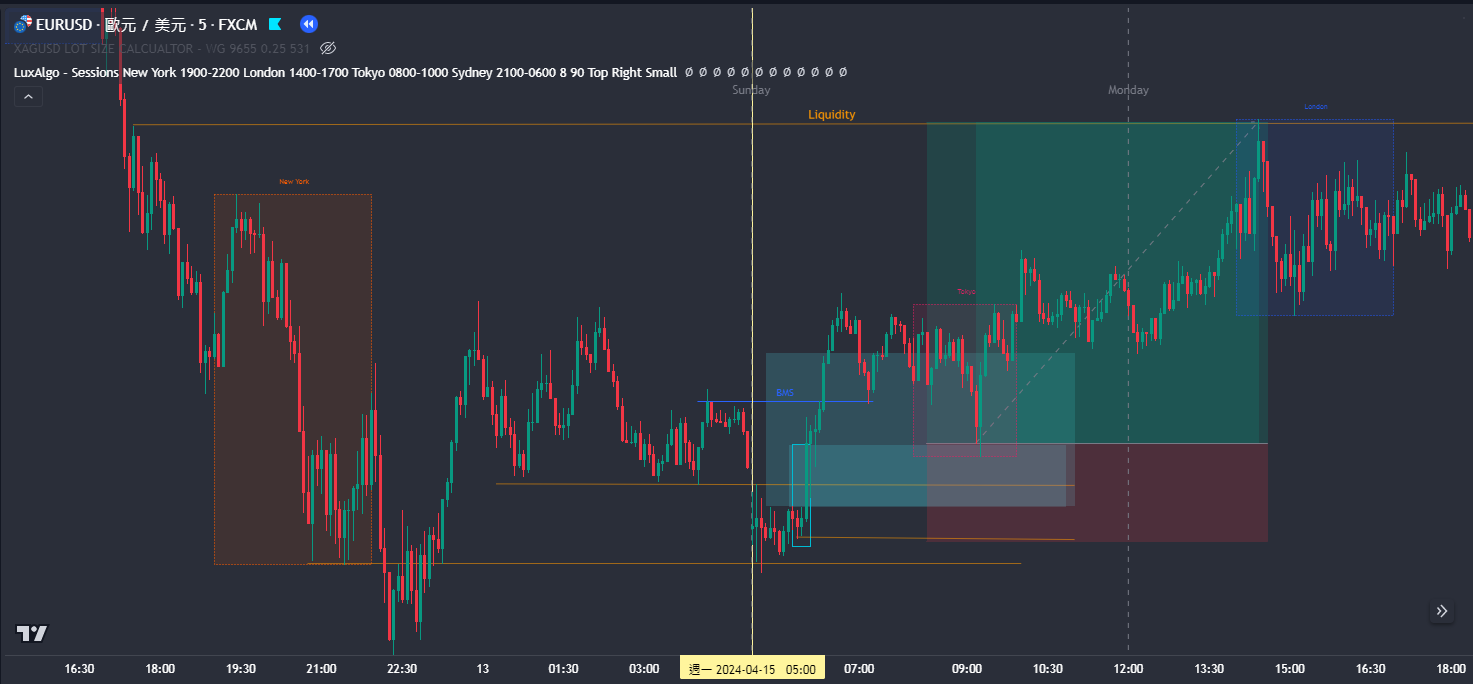 EURUSD · 歐元 / 美元 · 5 · FXCM
XAGUSD LOT SIZE CALCUALTOR - WG 9655 0.25 531
LuxAlgo - Sessions New York 1900-2200 London 1400-1700 Tokyo 0800-1000 Sydney 2100-0600 8 90 Top Right Small Ø Ø Ø Ø Ø Ø Ø Ø Ø Ø Ø Ø
Sunday
Monday
London
Liquidity
New York
Tokyo
BMS
16:30 18:00 19:30 21:00 22:30 13 01:30 03:00 週一 2024-04-15 05:00 07:00 09:00 10:30 12:00 13:30 15:00 16:30 18:00